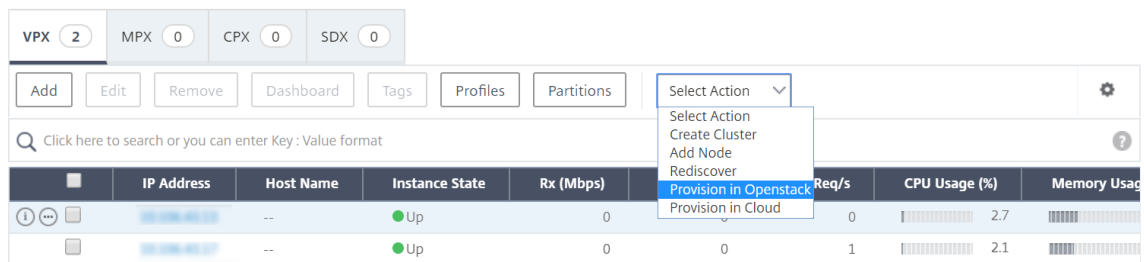 VPX 2 MPX 0 CPX 0 SDX 0
Add Edit Remove Dashboard Tags Profiles Partitions Select Action
Select Action
Create Cluster
Add Node
Rediscover
Provision in Openstack
Provision in Cloud
Click here to search or you can enter Key : Value format ?
IP Address Host Name Instance State Rx (Mbps) Req/s CPU Usage (%) Memory Usag
i -- Up 0 0 0 2.7
-- Up 0 0 1 2.1